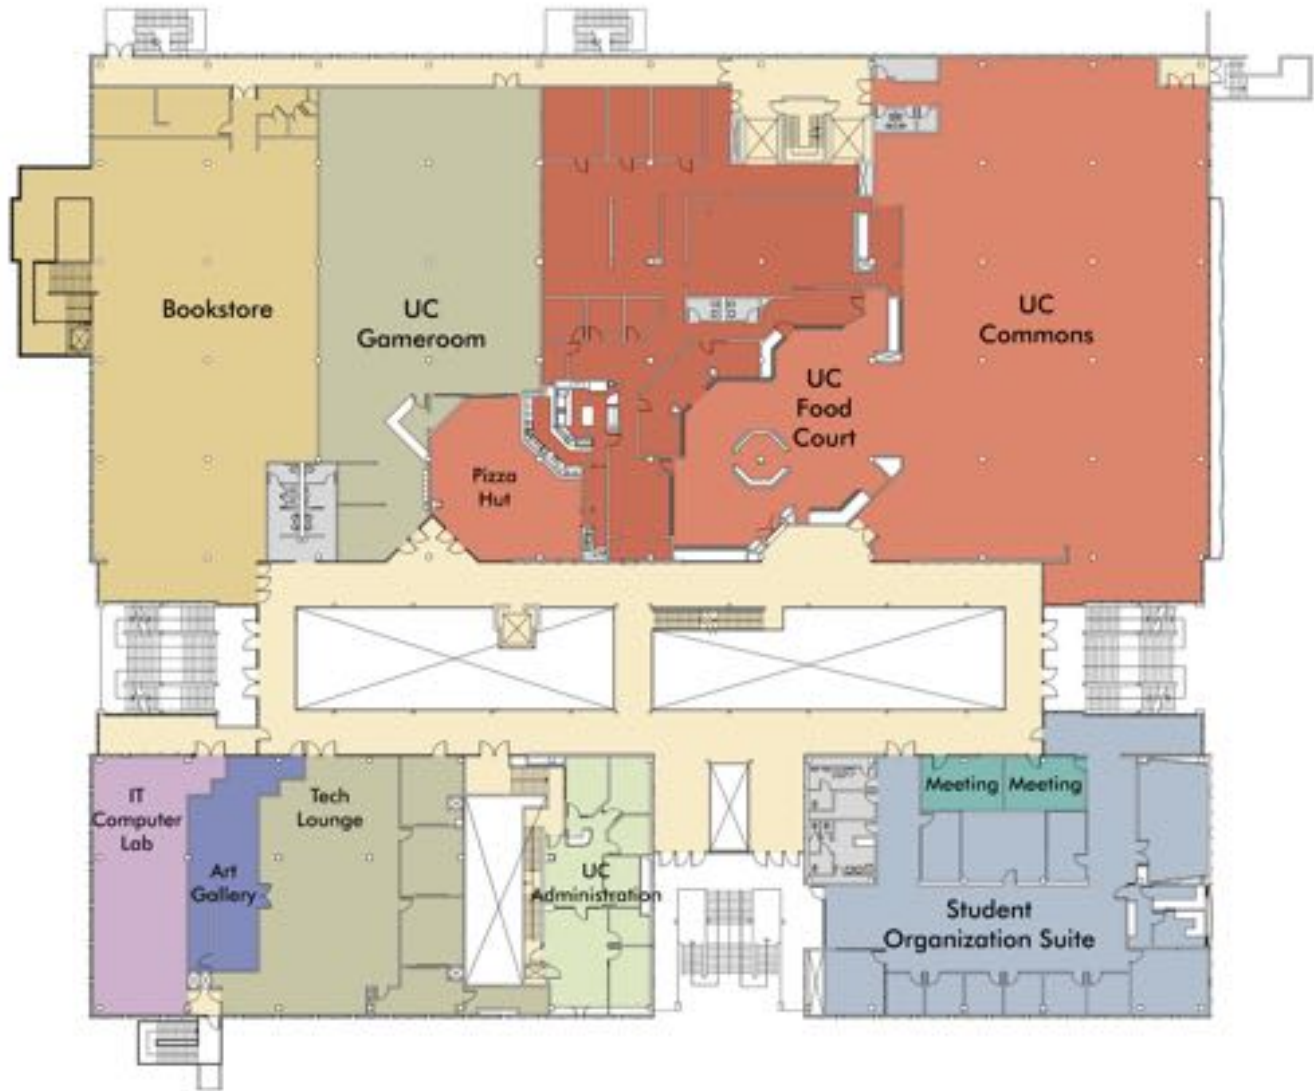 Bookstore
UC
Gameroom
UC
Commons
UC
Food
Court
Pizza
Hut
IT
Computer
Lab
Art
Gallery
Tech
Lounge
UC
Administration
Meeting
Meeting
Student
Organization Suite